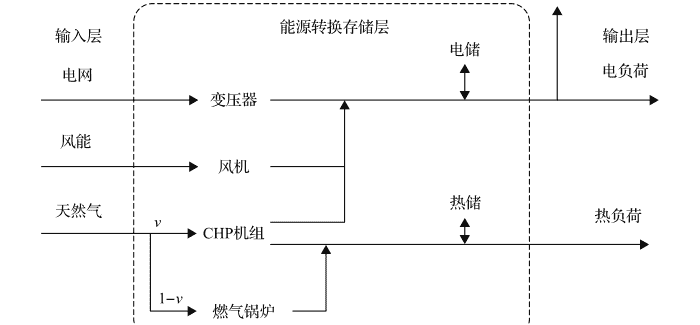 输入层
能源转换存储层
输出层
电网
电储
电负荷
变压器
风能
风机
天然气
v
CHP机组
热储
热负荷
1−v
燃气锅炉